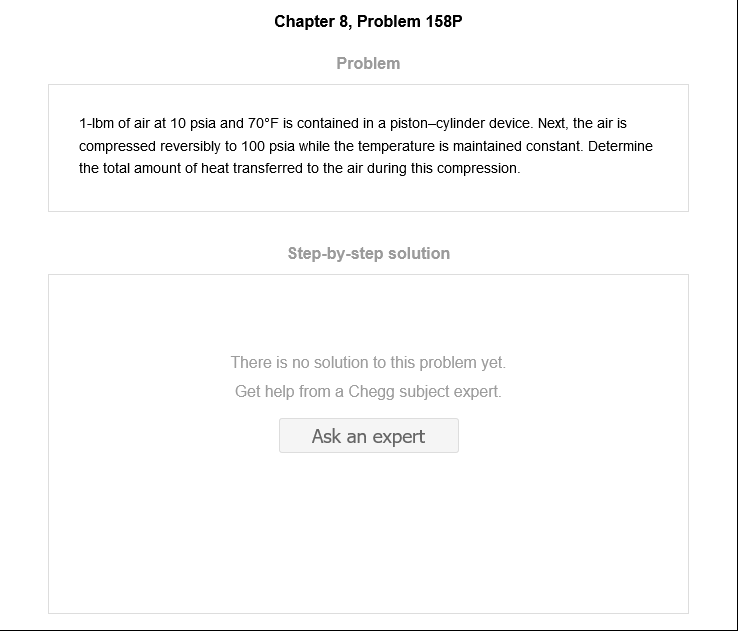 Chapter 8, Problem 158P
Problem
1-lbm of air at 10 psia and 70°F is contained in a piston–cylinder device. Next, the air is
compressed reversibly to 100 psia while the temperature is maintained constant. Determine
the total amount of heat transferred to the air during this compression.
Step-by-step solution
There is no solution to this problem yet.
Get help from a Chegg subject expert.
Ask an expert